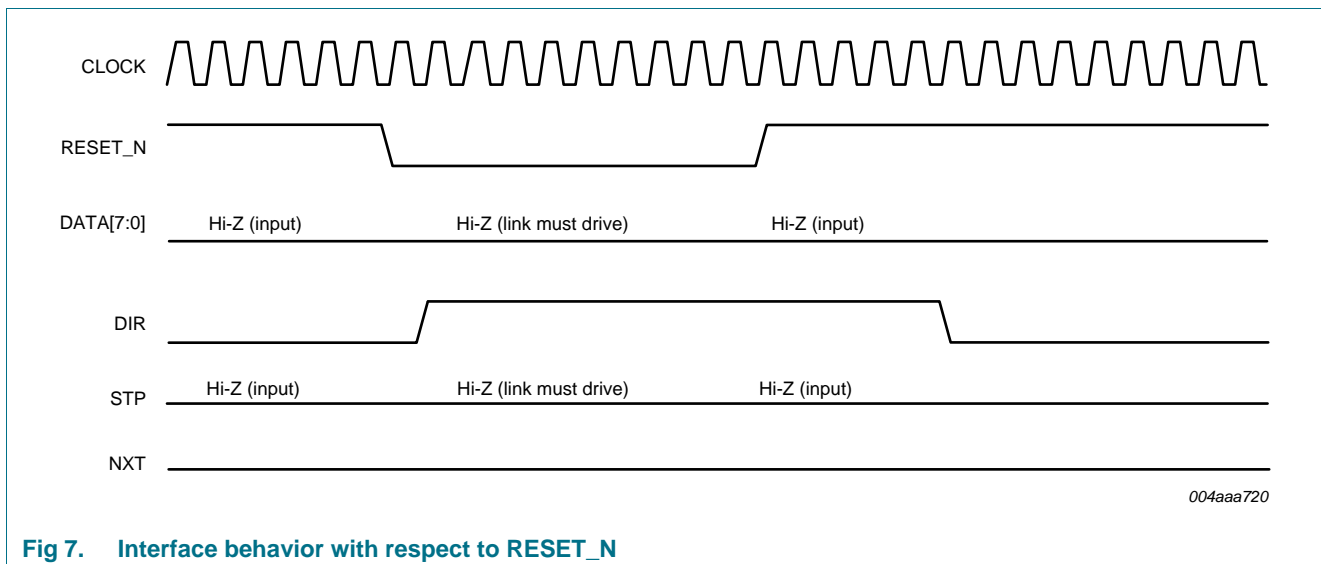 CLOCK
RESET_N
DATA[7:0] Hi-Z (input) Hi-Z (link must drive) Hi-Z (input)
DIR
STP Hi-Z (input) Hi-Z (link must drive) Hi-Z (input)
NXT
004aaa720
Fig 7. Interface behavior with respect to RESET_N